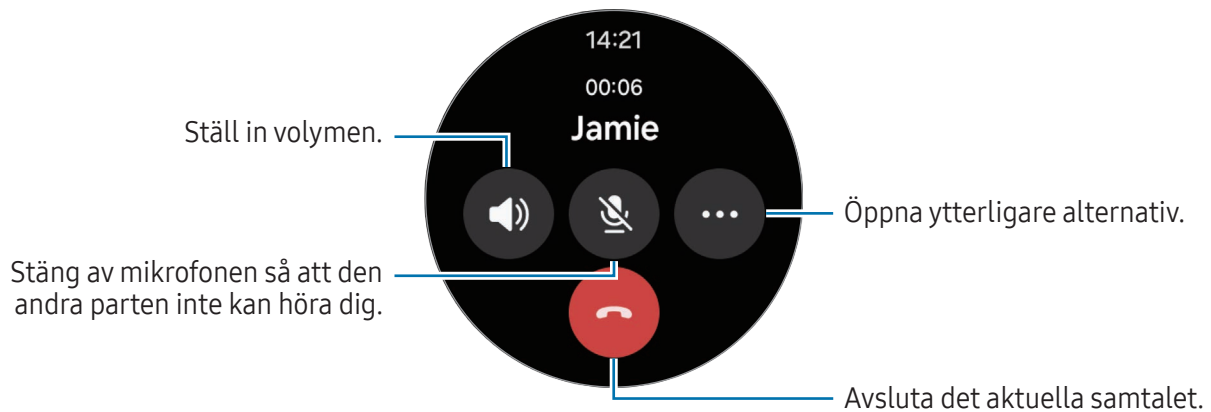 14:21
00:06
Jamie
Ställ in volymen.
Öppna ytterligare alternativ.
Stäng av mikrofonen så att den
andra parten inte kan höra dig.
Avsluta det aktuella samtalet.